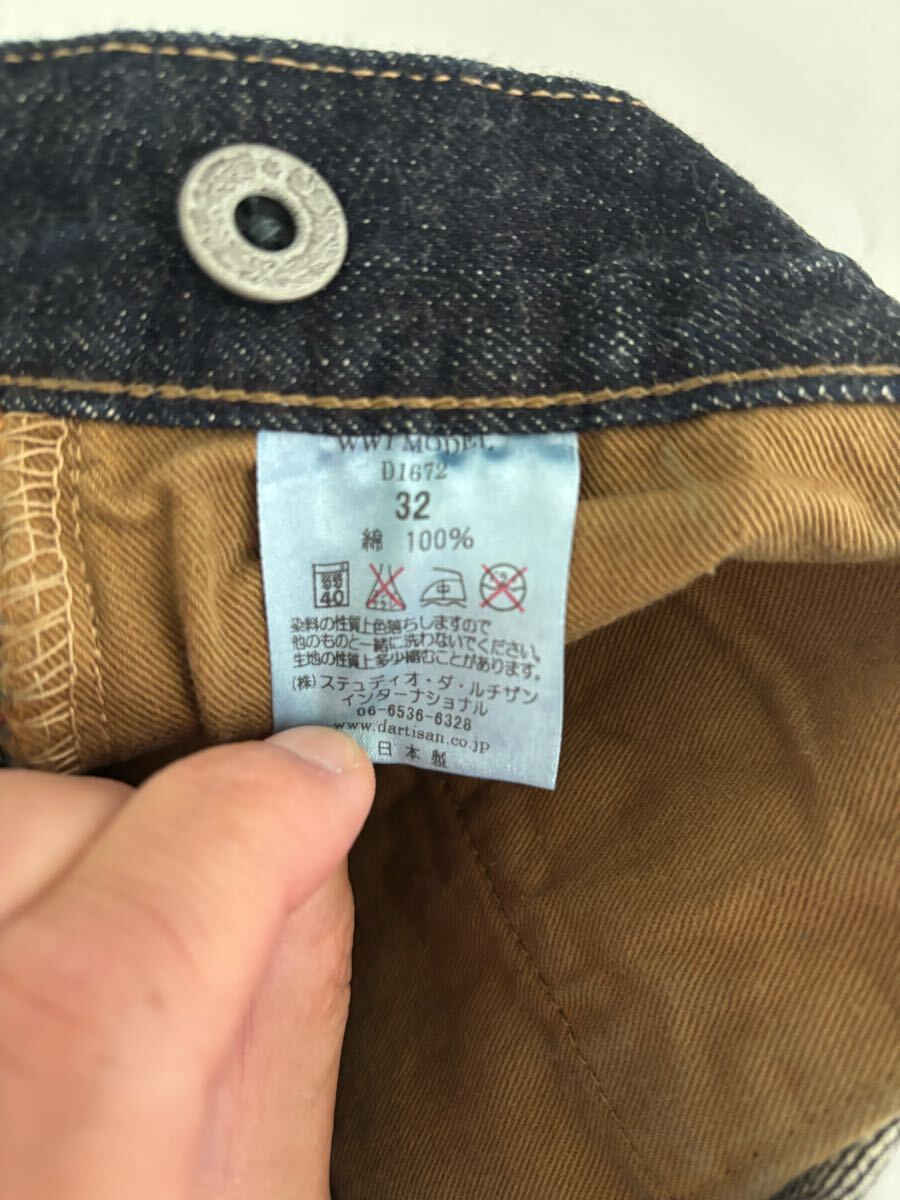 WW1 MODEL
D1672
32
綿 100%
40 中
染料の性質上色落ちしますので
他のものと一緒に洗わないでください。
生地の性質上多少縮むことがあります。
(株)ステュディオ・ダ・ルチザン
インターナショナル
06-6536-6328
www.dartisan.co.jp
日本製